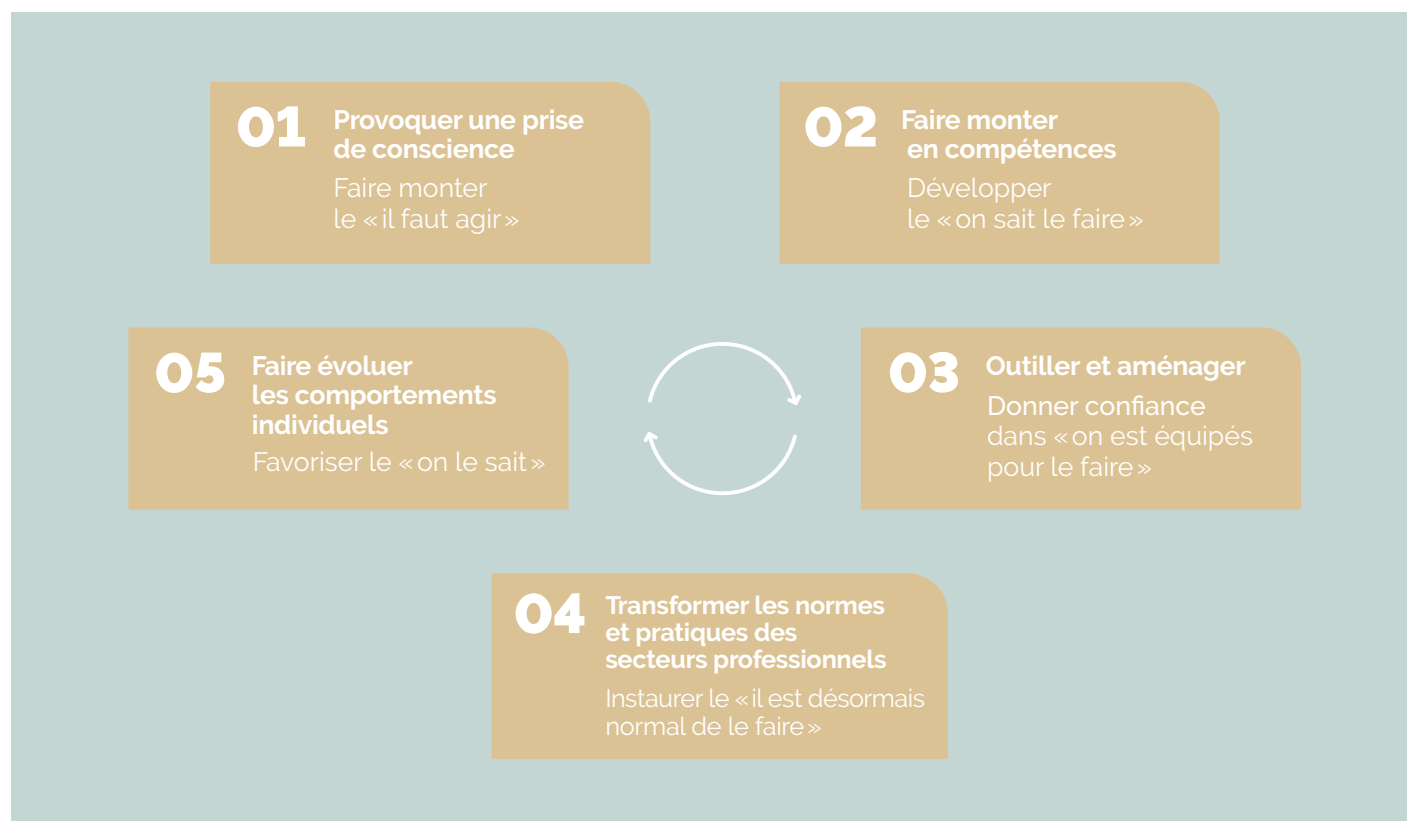 01
Provoquer une prise
de conscience
Faire monter
le « il faut agir »
02
Faire monter
en compétences
Développer
le « on sait le faire »
03
Outiller et aménager
Donner confiance
dans « on est équipés
pour le faire »
04
Transformer les normes
et pratiques des
secteurs professionnels
Instaurer le « il est désormais
normal de le faire »
05
Faire évoluer
les comportements
individuels
Favoriser le « on le sait »